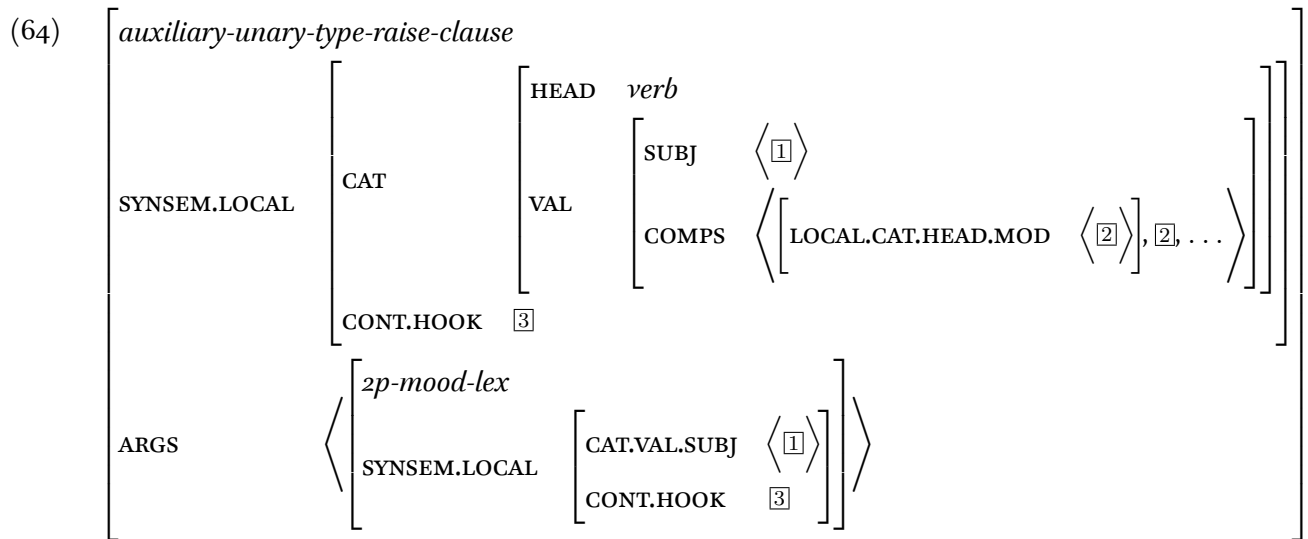 (64)
auxiliary-unary-type-raise-clause
SYNSEM.LOCAL
CAT
HEAD verb
VAL
SUBJ ⟨[1]⟩
COMPS ⟨[LOCAL.CAT.HEAD.MOD ⟨[2]⟩], [2], . . .⟩
CONT.HOOK [3]
ARGS
2p-mood-lex
SYNSEM.LOCAL
CAT.VAL.SUBJ ⟨[1]⟩
CONT.HOOK [3]